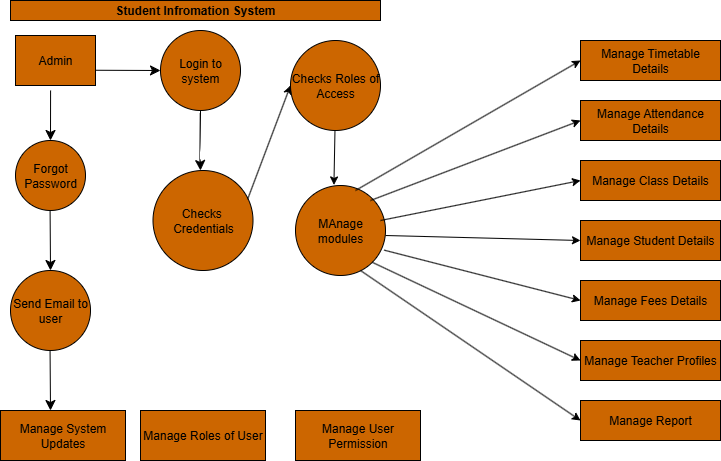 Student Infromation System
Admin
Login to
system
Checks Roles of
Access
Manage Timetable
Details
Manage Attendance
Details
Forgot
Password
Checks
Credentials
MAnage
modules
Manage Class Details
Manage Student Details
Send Email to
user
Manage Fees Details
Manage Teacher Profiles
Manage Report
Manage System
Updates
Manage Roles of User
Manage User
Permission